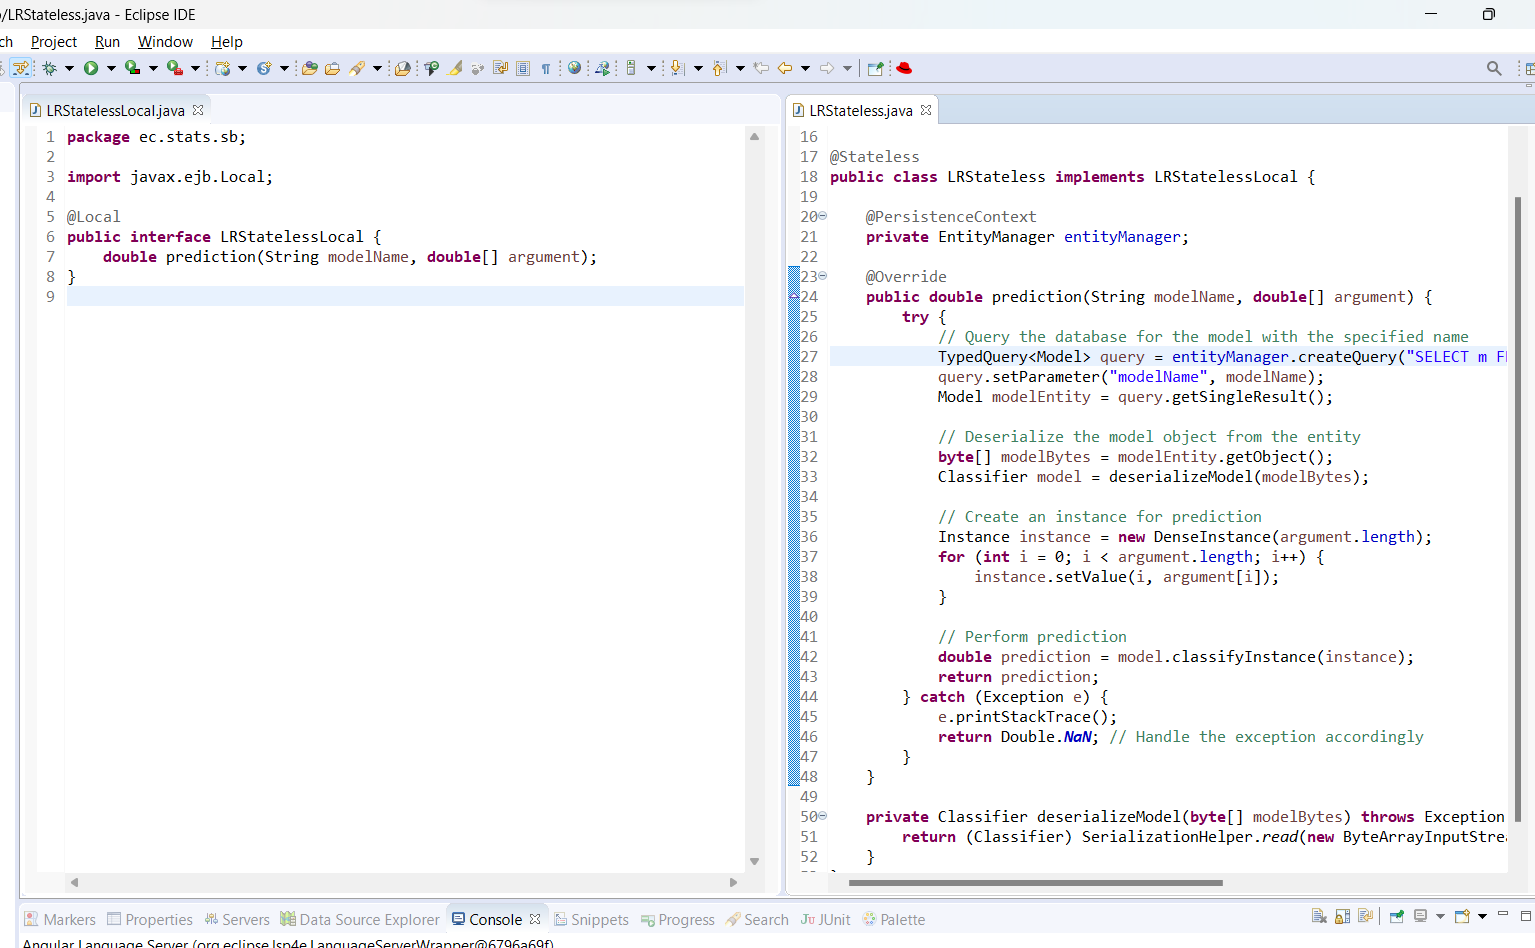 /LRStateless.java - Eclipse IDE
ch Project Run Window Help
LRStatelessLocal.java
1 package ec.stats.sb;
2
3 import javax.ejb.Local;
4
5 @Local
6 public interface LRStatelessLocal {
7 double prediction(String modelName, double[] argument);
8 }
9
LRStateless.java
16
17 @Stateless
18 public class LRStateless implements LRStatelessLocal {
19
20 @PersistenceContext
21 private EntityManager entityManager;
22
23 @Override
24 public double prediction(String modelName, double[] argument) {
25 try {
26 // Query the database for the model with the specified name
27 TypedQuery<Model> query = entityManager.createQuery("SELECT m F
28 query.setParameter("modelName", modelName);
29 Model modelEntity = query.getSingleResult();
30
31 // Deserialize the model object from the entity
32 byte[] modelBytes = modelEntity.getObject();
33 Classifier model = deserializeModel(modelBytes);
34
35 // Create an instance for prediction
36 Instance instance = new DenseInstance(argument.length);
37 for (int i = 0; i < argument.length; i++) {
38 instance.setValue(i, argument[i]);
39 }
40
41 // Perform prediction
42 double prediction = model.classifyInstance(instance);
43 return prediction;
44 } catch (Exception e) {
45 e.printStackTrace();
46 return Double.NaN; // Handle the exception accordingly
47 }
48 }
49
50 private Classifier deserializeModel(byte[] modelBytes) throws Exception
51 return (Classifier) SerializationHelper.read(new ByteArrayInputStre
52 }
Markers Properties Servers Data Source Explorer Console Snippets Progress Search JUnit Palette
Angular Language Server (org.eclipse.lsp4e.LanguageServerWrapper@6796a69f)